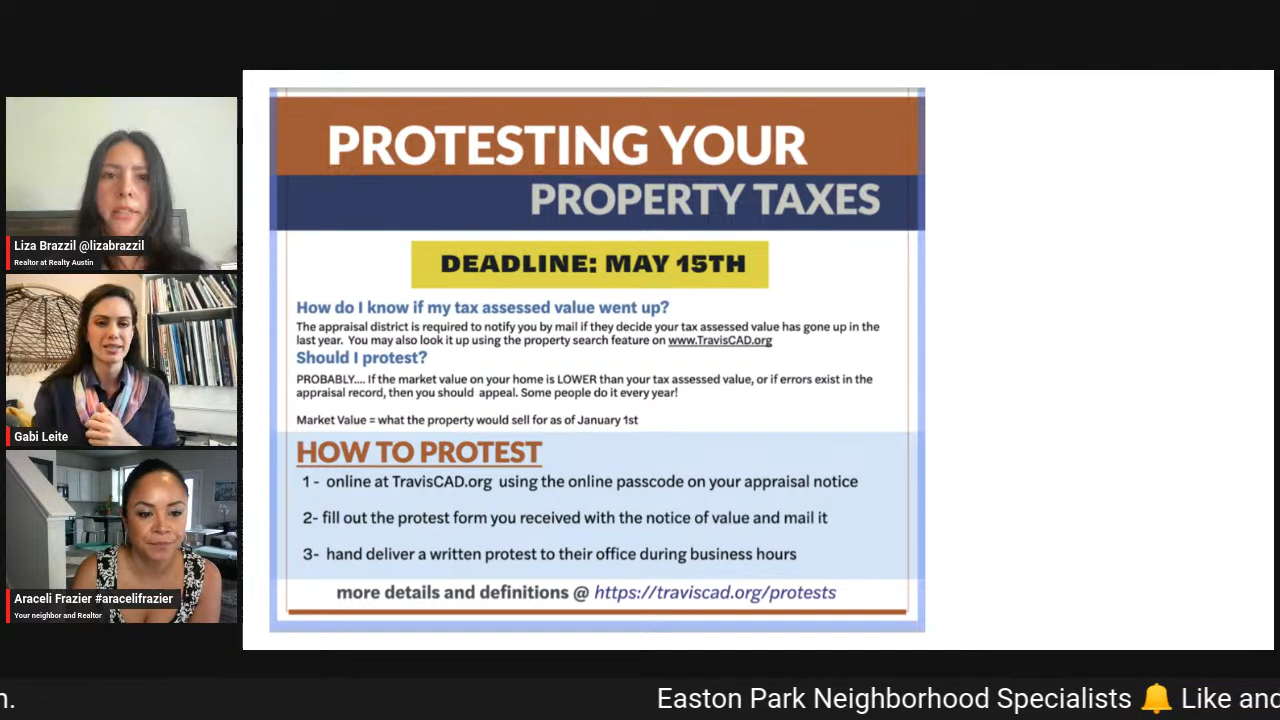 Liza Brazzil @lizabrazzil
Realtor at Realty Austin
Gabi Leite
Araceli Frazier #aracelifrazier
Your neighbor and Realtor
PROTESTING YOUR
PROPERTY TAXES
DEADLINE: MAY 15TH
How do I know if my tax assessed value went up?
The appraisal district is required to notify you by mail if they decide your tax assessed value has gone up in the
last year. You may also look it up using the property search feature on www.TravisCAD.org
Should I protest?
PROBABLY.... If the market value on your home is LOWER than your tax assessed value, or if errors exist in the
appraisal record, then you should appeal. Some people do it every year!
Market Value = what the property would sell for as of January 1st
HOW TO PROTEST
1 - online at TravisCAD.org using the online passcode on your appraisal notice
2- fill out the protest form you received with the notice of value and mail it
3- hand deliver a written protest to their office during business hours
more details and definitions @ https://traviscad.org/protests
n. Easton Park Neighborhood Specialists 🔔 Like and